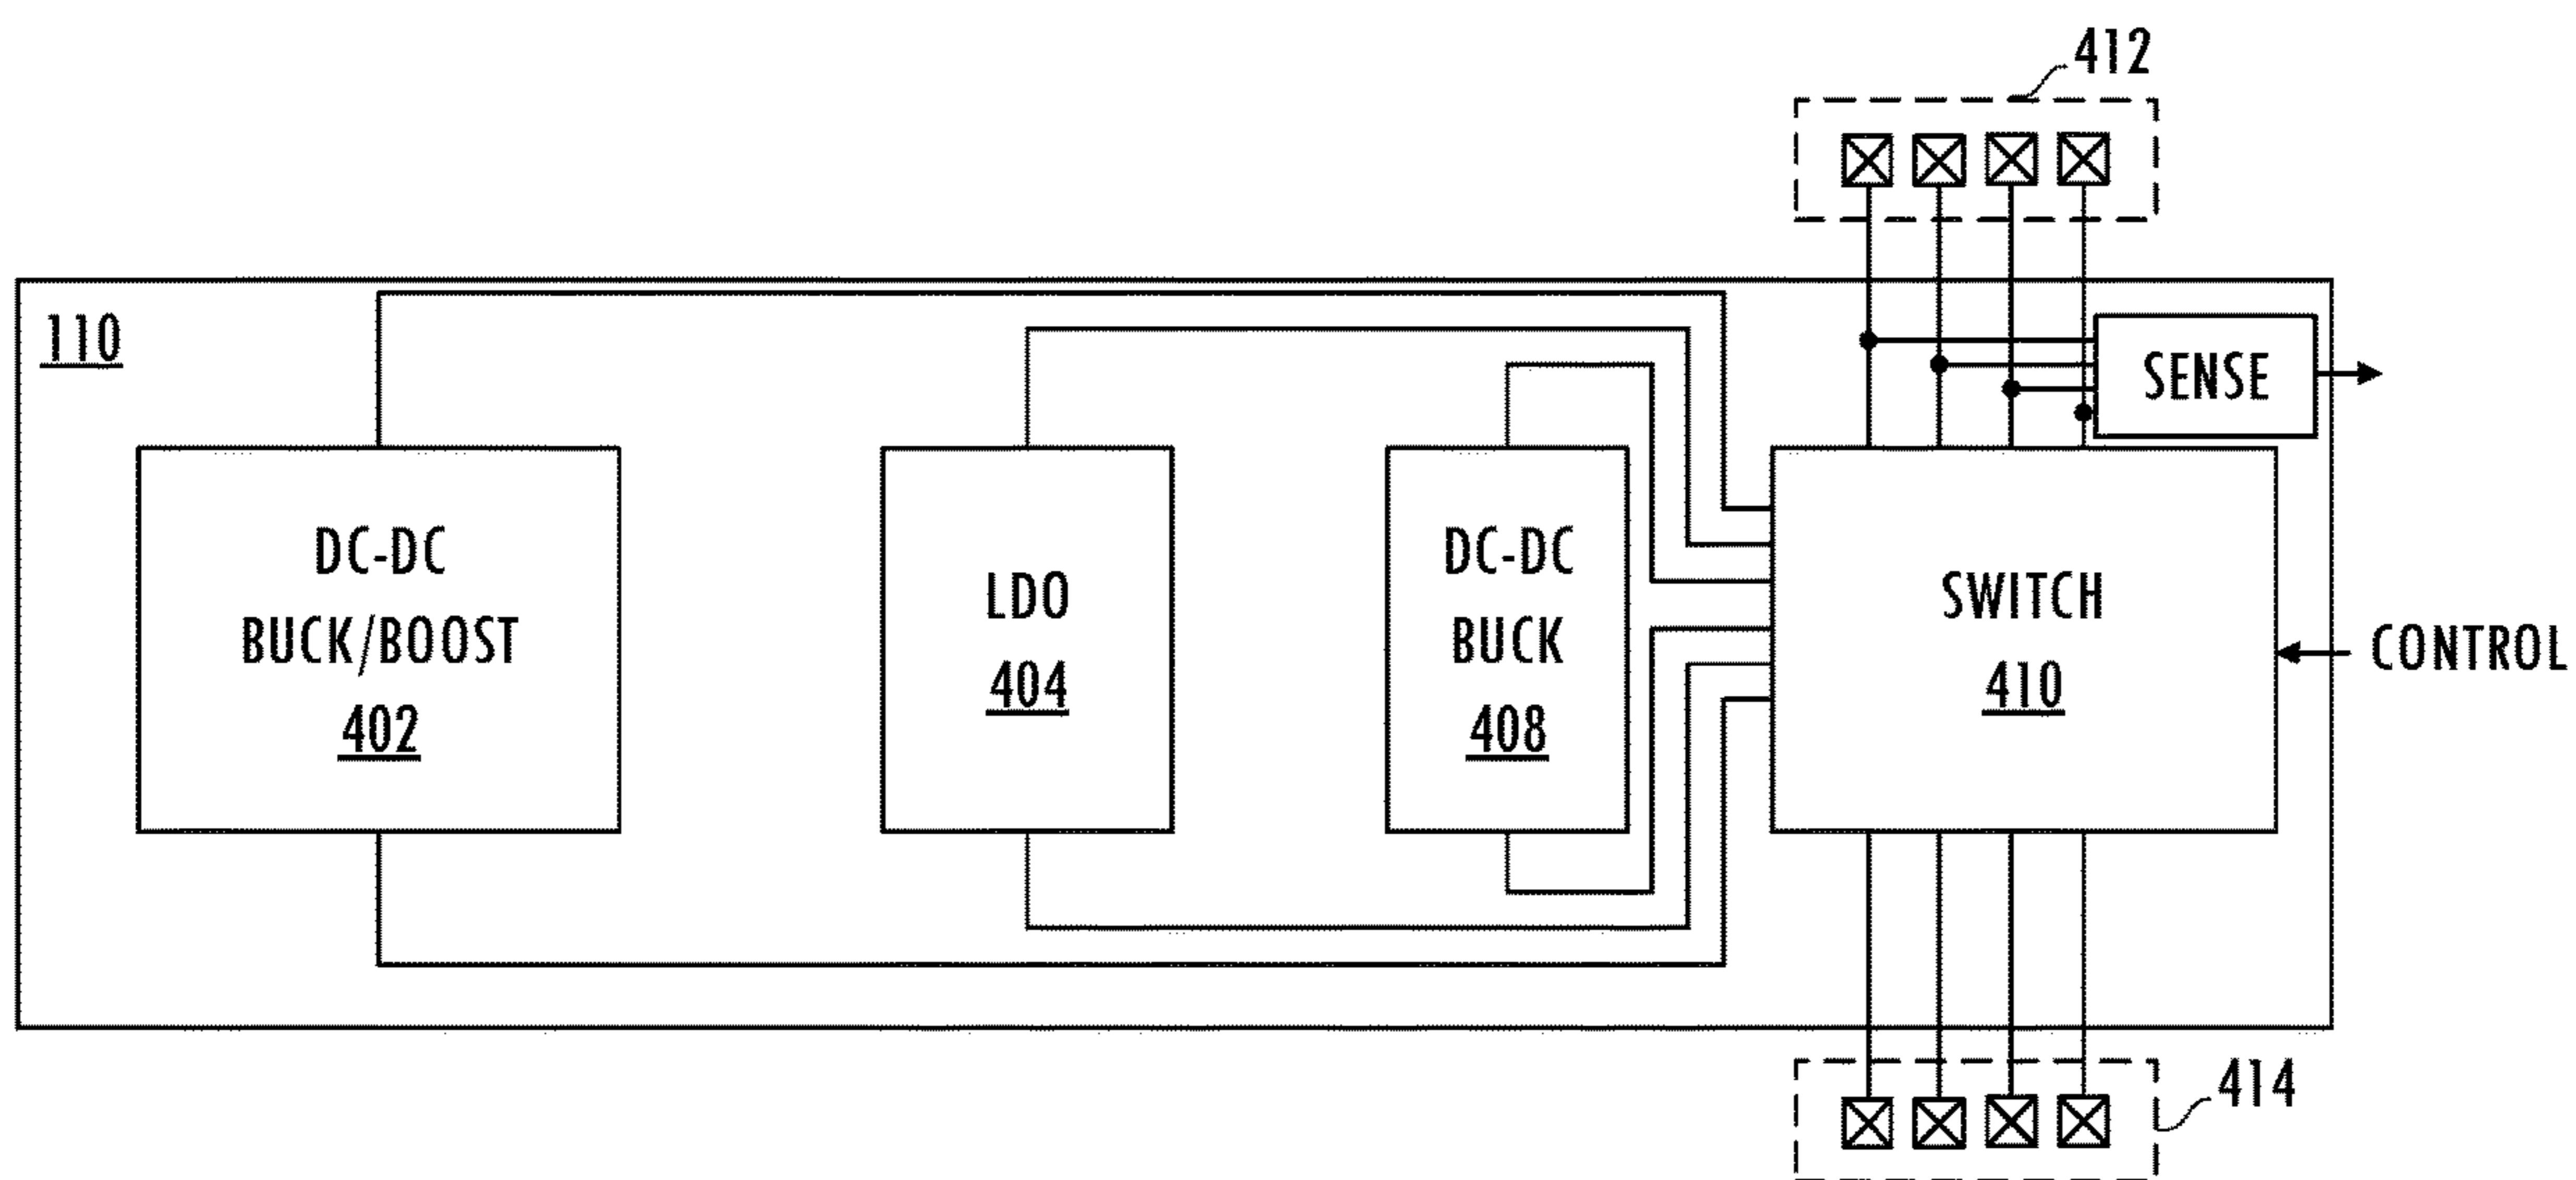 412
110
SENSE
DC-DC
BUCK/BOOST
402
LDO
404
DC-DC
BUCK
408
SWITCH
410
CONTROL
414